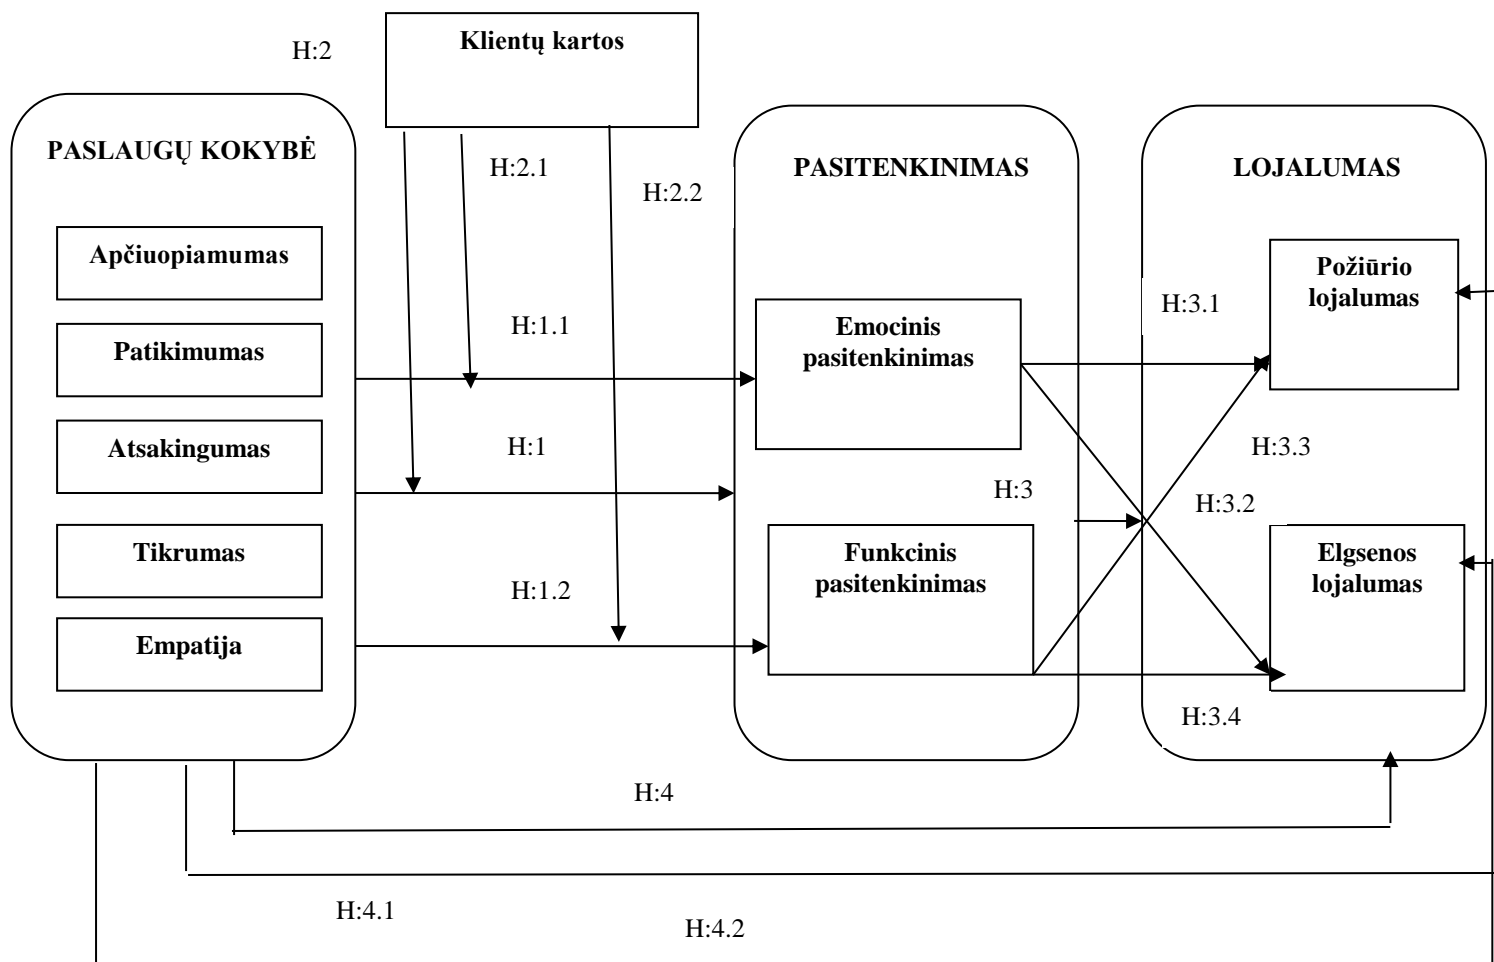 H:2
Klientų kartos
PASLAUGŲ KOKYBĖ
Apčiuopiamumas
Patikimumas
Atsakingumas
Tikrumas
Empatija
H:2.1
H:2.2
H:1.1
H:1
H:1.2
PASITENKINIMAS
Emocinis
pasitenkinimas
Funkcinis
pasitenkinimas
H:3
LOJALUMAS
Požiūrio
lojalumas
Elgsenos
lojalumas
H:3.1
H:3.3
H:3.2
H:3.4
H:4
H:4.1
H:4.2